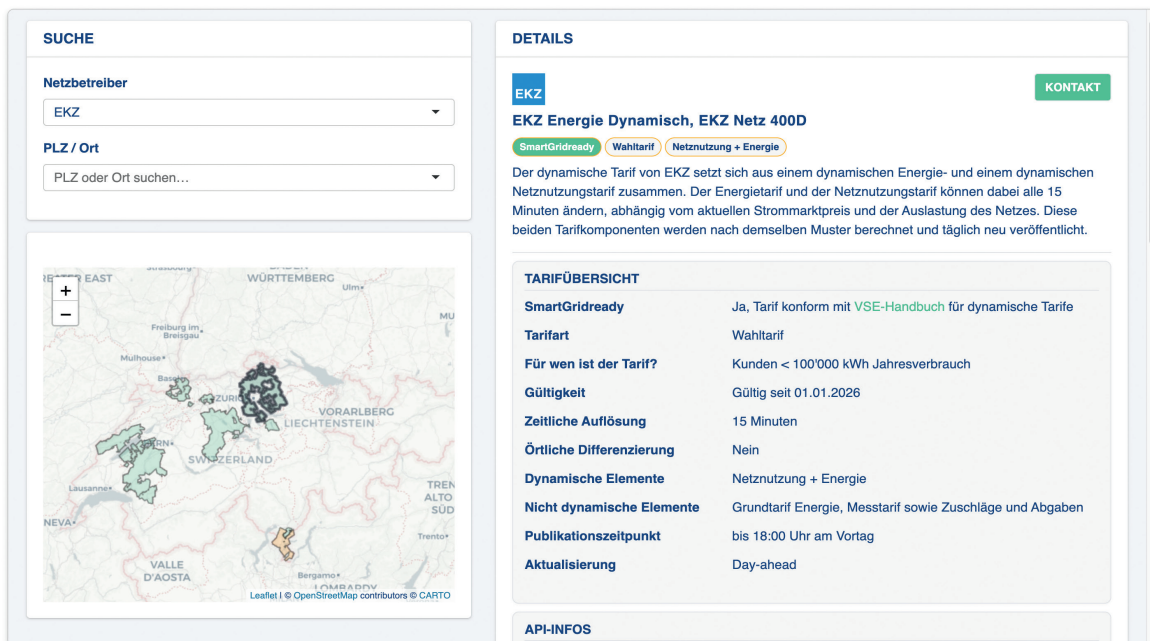 SUCHE
Netzbetreiber
EKZ
PLZ / Ort
PLZ oder Ort suchen...
+
−
EAST
WÜRTTEMBERG
Ulm
MU
Freiburg im
Breisgau
Mulhouse
Basel
ZURIC
VORARLBERG
LIECHTENSTEIN
BERN
SWITZERLAND
Lausanne
TREN
ALTO
SÜD
NEVA
Trento
VALLE
D'AOSTA
Bergamo
LOMBARDY
Leaflet | © OpenStreetMap contributors © CARTO
DETAILS
EKZ
KONTAKT
EKZ Energie Dynamisch, EKZ Netz 400D
SmartGridready
Wahltarif
Netznutzung + Energie
Der dynamische Tarif von EKZ setzt sich aus einem dynamischen Energie- und einem dynamischen
Netznutzungstarif zusammen. Der Energietarif und der Netznutzungstarif können dabei alle 15
Minuten ändern, abhängig vom aktuellen Strommarktpreis und der Auslastung des Netzes. Diese
beiden Tarifkomponenten werden nach demselben Muster berechnet und täglich neu veröffentlicht.
TARIFÜBERSICHT
SmartGridready Ja, Tarif konform mit VSE-Handbuch für dynamische Tarife
Tarifart Wahltarif
Für wen ist der Tarif? Kunden < 100'000 kWh Jahresverbrauch
Gültigkeit Gültig seit 01.01.2026
Zeitliche Auflösung 15 Minuten
Örtliche Differenzierung Nein
Dynamische Elemente Netznutzung + Energie
Nicht dynamische Elemente Grundtarif Energie, Messtarif sowie Zuschläge und Abgaben
Publikationszeitpunkt bis 18:00 Uhr am Vortag
Aktualisierung Day-ahead
API-INFOS